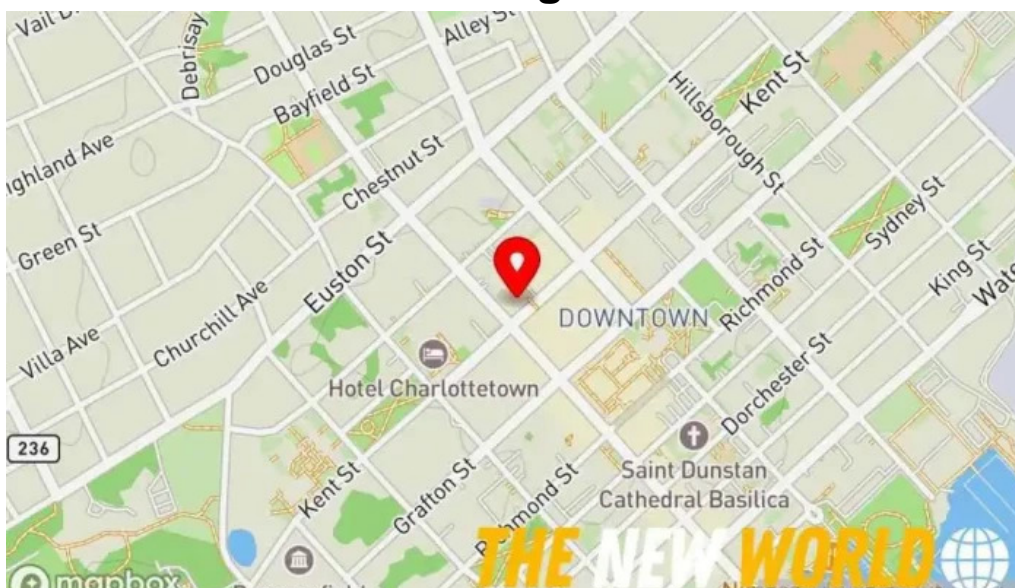 Vail D
Debrisay
Douglas St
Alley St
Bayfield St
Kent St
Hillsborough St
ighland Ave
Chestnut St
Green St
Euston St
Sydney St
Richmond St
King St
Wate
Villa Ave
Churchill Ave
DOWNTOWN
Hotel Charlottetown
Dorchester St
236
Saint Dunstan
Cathedral Basilica
Kent St
Grafton St
Richmond St
THE NEW WORLD
mapbox